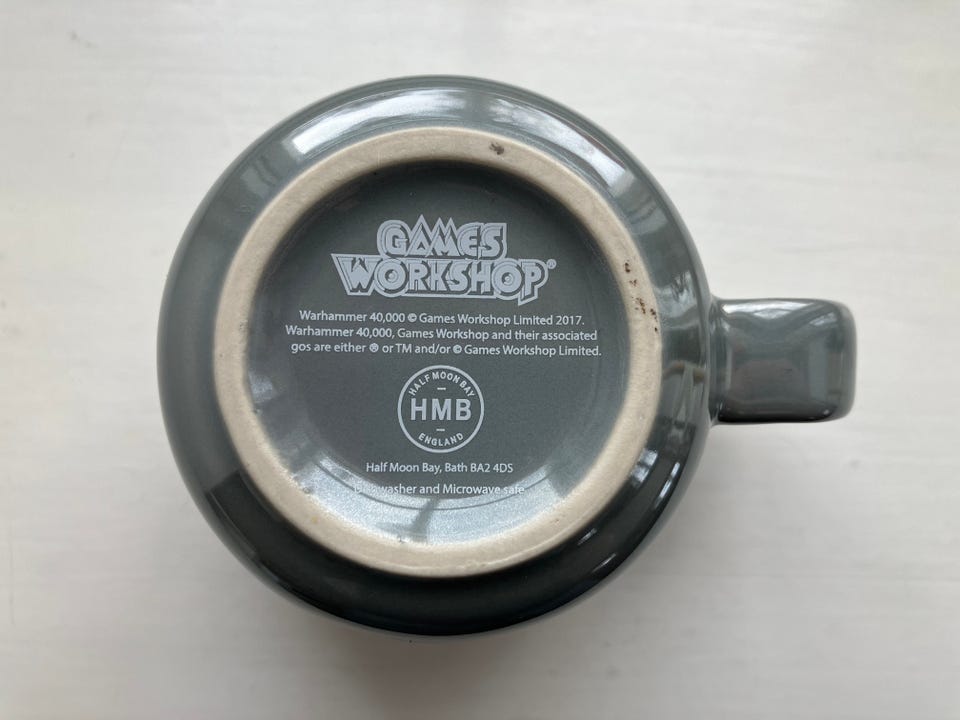 GAMES
WORKSHOP®
Warhammer 40,000 © Games Workshop Limited 2017.
Warhammer 40,000, Games Workshop and their associated
gos are either ® or TM and/or © Games Workshop Limited.
HALF MOON BAY
HMB
ENGLAND
Half Moon Bay, Bath BA2 4DS
Dishwasher and Microwave safe